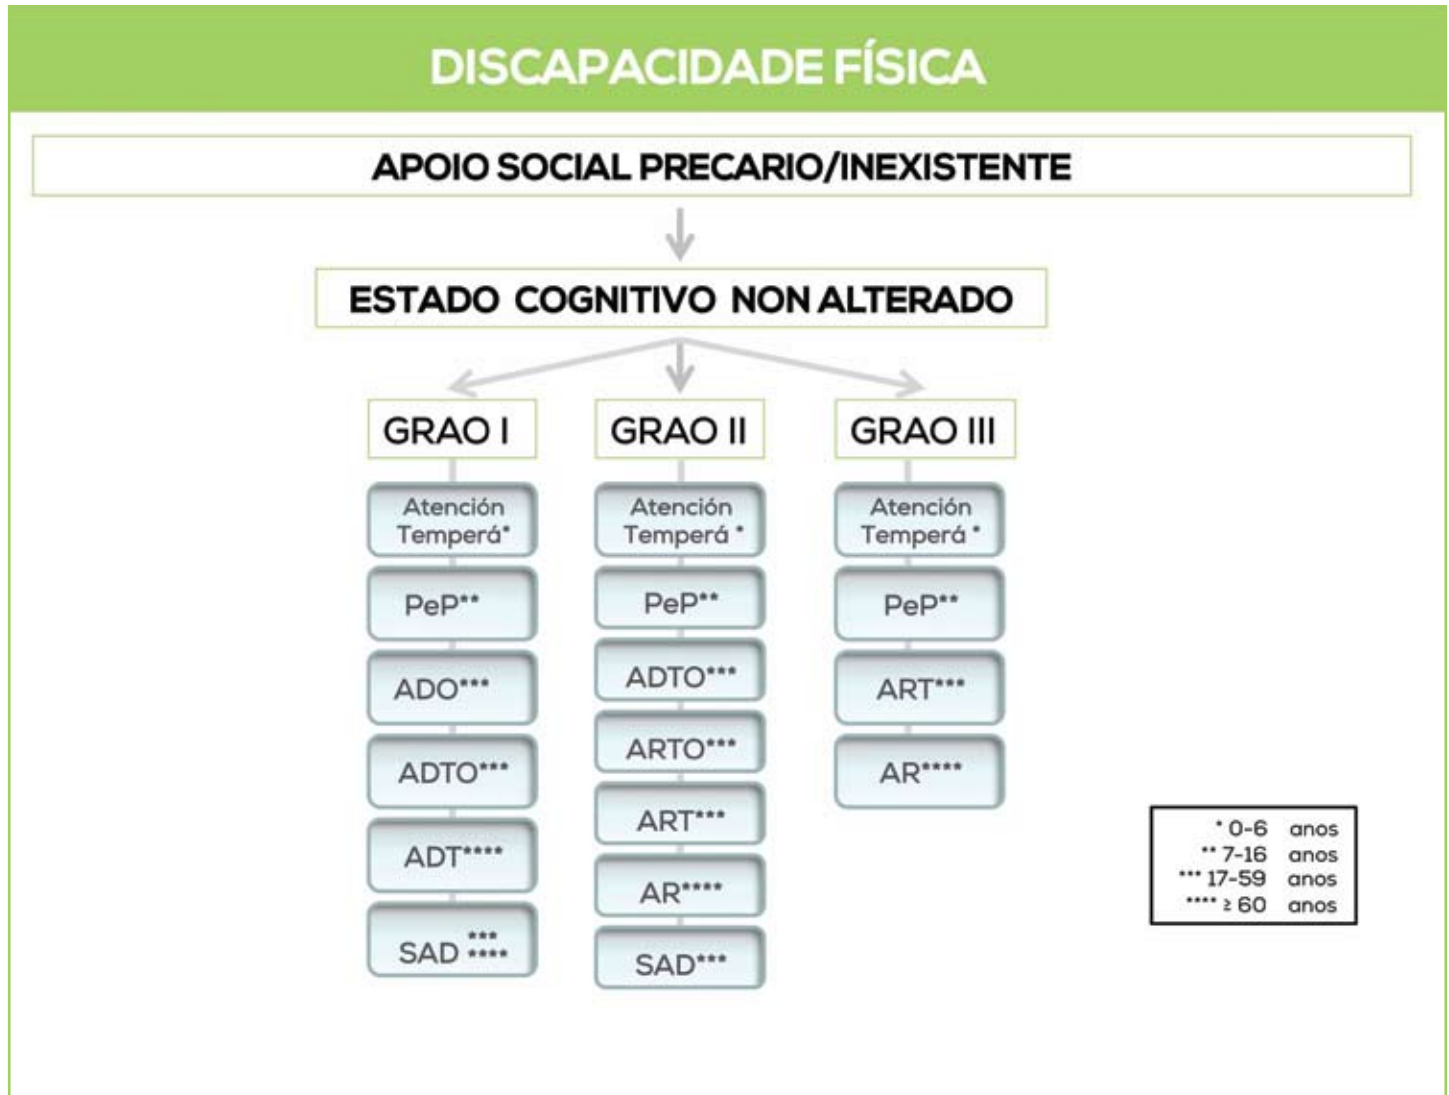 DISCAPACIDADE FÍSICA
APOIO SOCIAL PRECARIO/INEXISTENTE
ESTADO COGNITIVO NON ALTERADO
GRAO I
Atención
Temperá*
PeP**
ADO***
ADTO***
ADT****
SAD ***
****
GRAO II
Atención
Temperá *
PeP**
ADTO***
ARTO***
ART***
AR****
SAD***
GRAO III
Atención
Temperá *
PeP**
ART***
AR****
* 0-6 anos
** 7-16 anos
*** 17-59 anos
**** ≥ 60 anos